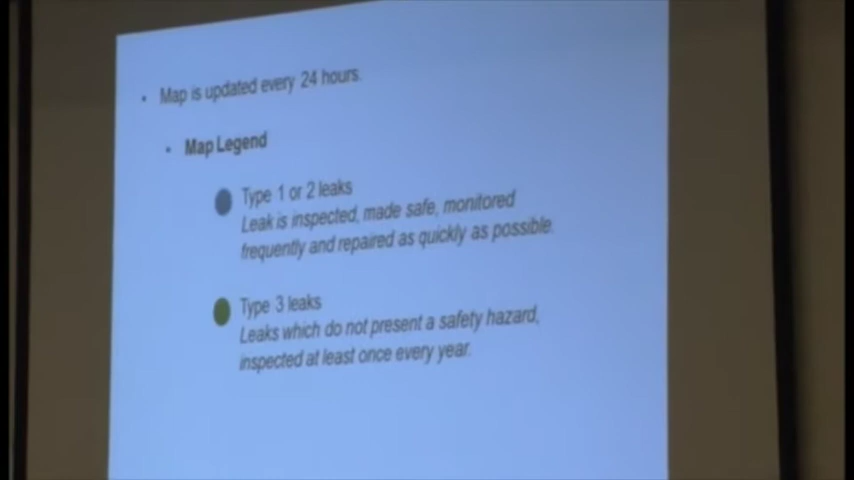 • Map is updated every 24 hours.
• Map Legend
Type 1 or 2 leaks
Leak is inspected, made safe, monitored
frequently and repaired as quickly as possible.
Type 3 leaks
Leaks which do not present a safety hazard,
inspected at least once every year.